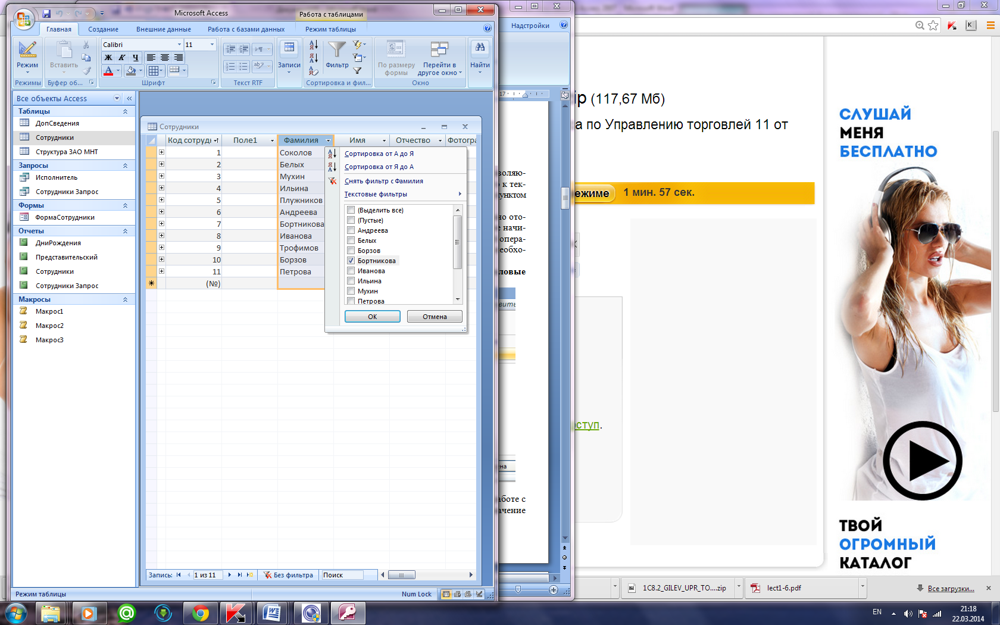 Microsoft Access
Работа с таблицами
Главная
Создание
Внешние данные
Работа с базами данных
Режим таблицы
Надстройки
Режим
Вставить
Calibri
11
Ж К Ч
Записи
Фильтр
По размеру формы
Перейти в другое окно
Найти
Режимы
Буфер об...
Шрифт
Текст RTF
Сортировка и фил...
Окно
Все объекты Access
Таблицы
ДопСведения
Сотрудники
Структура ЗАО МНТ
Запросы
Исполнитель
Сотрудники Запрос
Формы
ФормаСотрудники
Отчеты
ДниРождения
Представительский
Сотрудники
Сотрудники Запрос
Макросы
Макрос1
Макрос2
Макрос3
Сотрудники
Код сотруд Поле1 Фамилия Имя Отчество Фотогра
1 Соколов
2 Белых
3 Мухин
4 Ильина
5 Плужников
6 Андреева
7 Бортникова
8 Иванова
9 Трофимов
10 Борзов
11 Петрова
(№)
Сортировка от А до Я
Сортировка от Я до А
Снять фильтр с Фамилия
Текстовые фильтры
(Выделить все)
(Пустые)
Андреева
Белых
Борзов
Бортникова
Иванова
Ильина
Мухин
Петрова
ОК
Отмена
Запись: 1 из 11
Без фильтра
Поиск
Режим таблицы
Num Lock
17
воляю-
к тек-
пунктом
но ото-
е начи-
опера-
еобхо-
ловые
вить
на
аботе с
ачение
ip (117,67 Мб)
а по Управлению торговлей 11 от
ежиме
1 мин. 57 сек.
оступ.
СЛУШАЙ
МЕНЯ
БЕСПЛАТНО
ТВОЙ
ОГРОМНЫЙ
КАТАЛОГ
1C8.2_GILEV_UPR_TO....zip
lect1-6.pdf
Все загрузки...
EN
21:18
22.03.2014